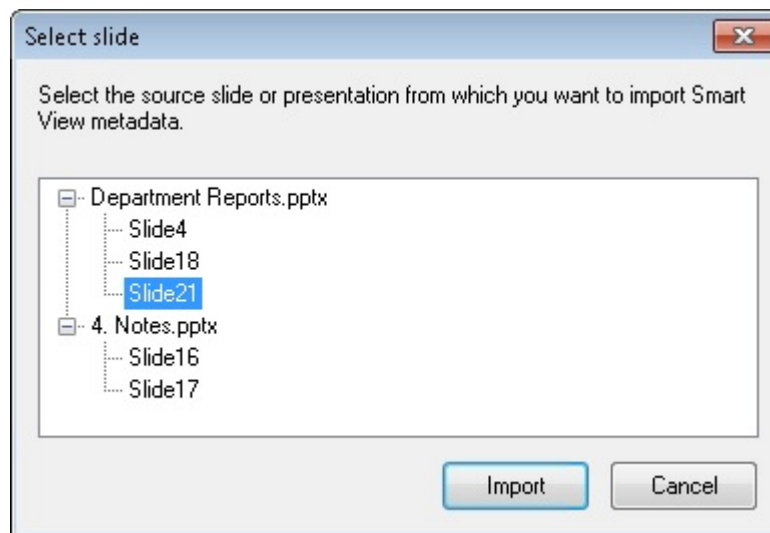 Select slide
Select the source slide or presentation from which you want to import Smart
View metadata.
Department Reports.pptx
Slide4
Slide18
Slide21
4. Notes.pptx
Slide16
Slide17
Import
Cancel